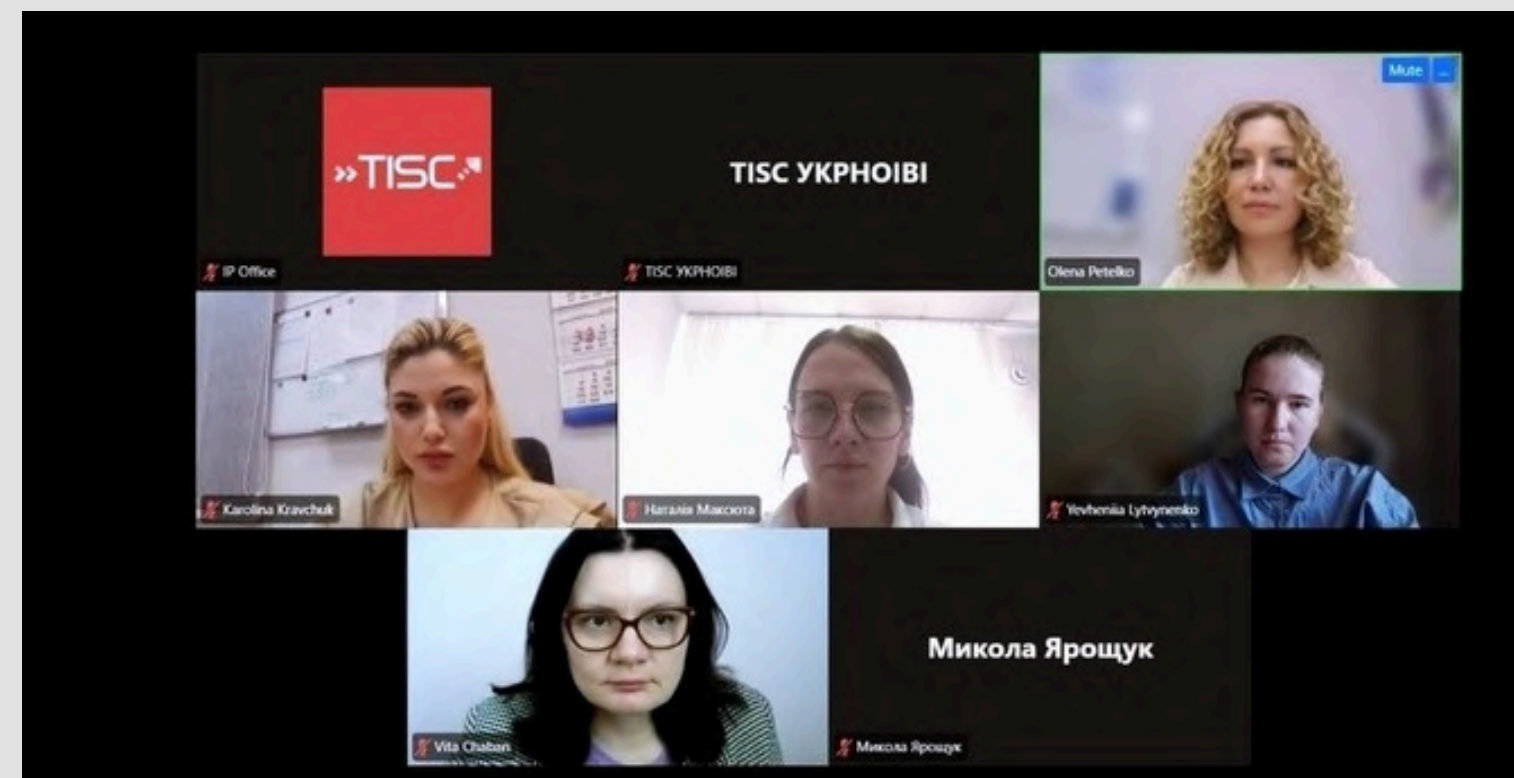 »TISC
IP Office
TISC УКРНОІВІ
TISC УКРНОІВІ
Mute ...
Olena Petelko
Karolina Kravchuk
Наталія Максюта
Yevheniia Lytvynenko
Vita Chaban
Микола Ярощук
Микола Ярощук